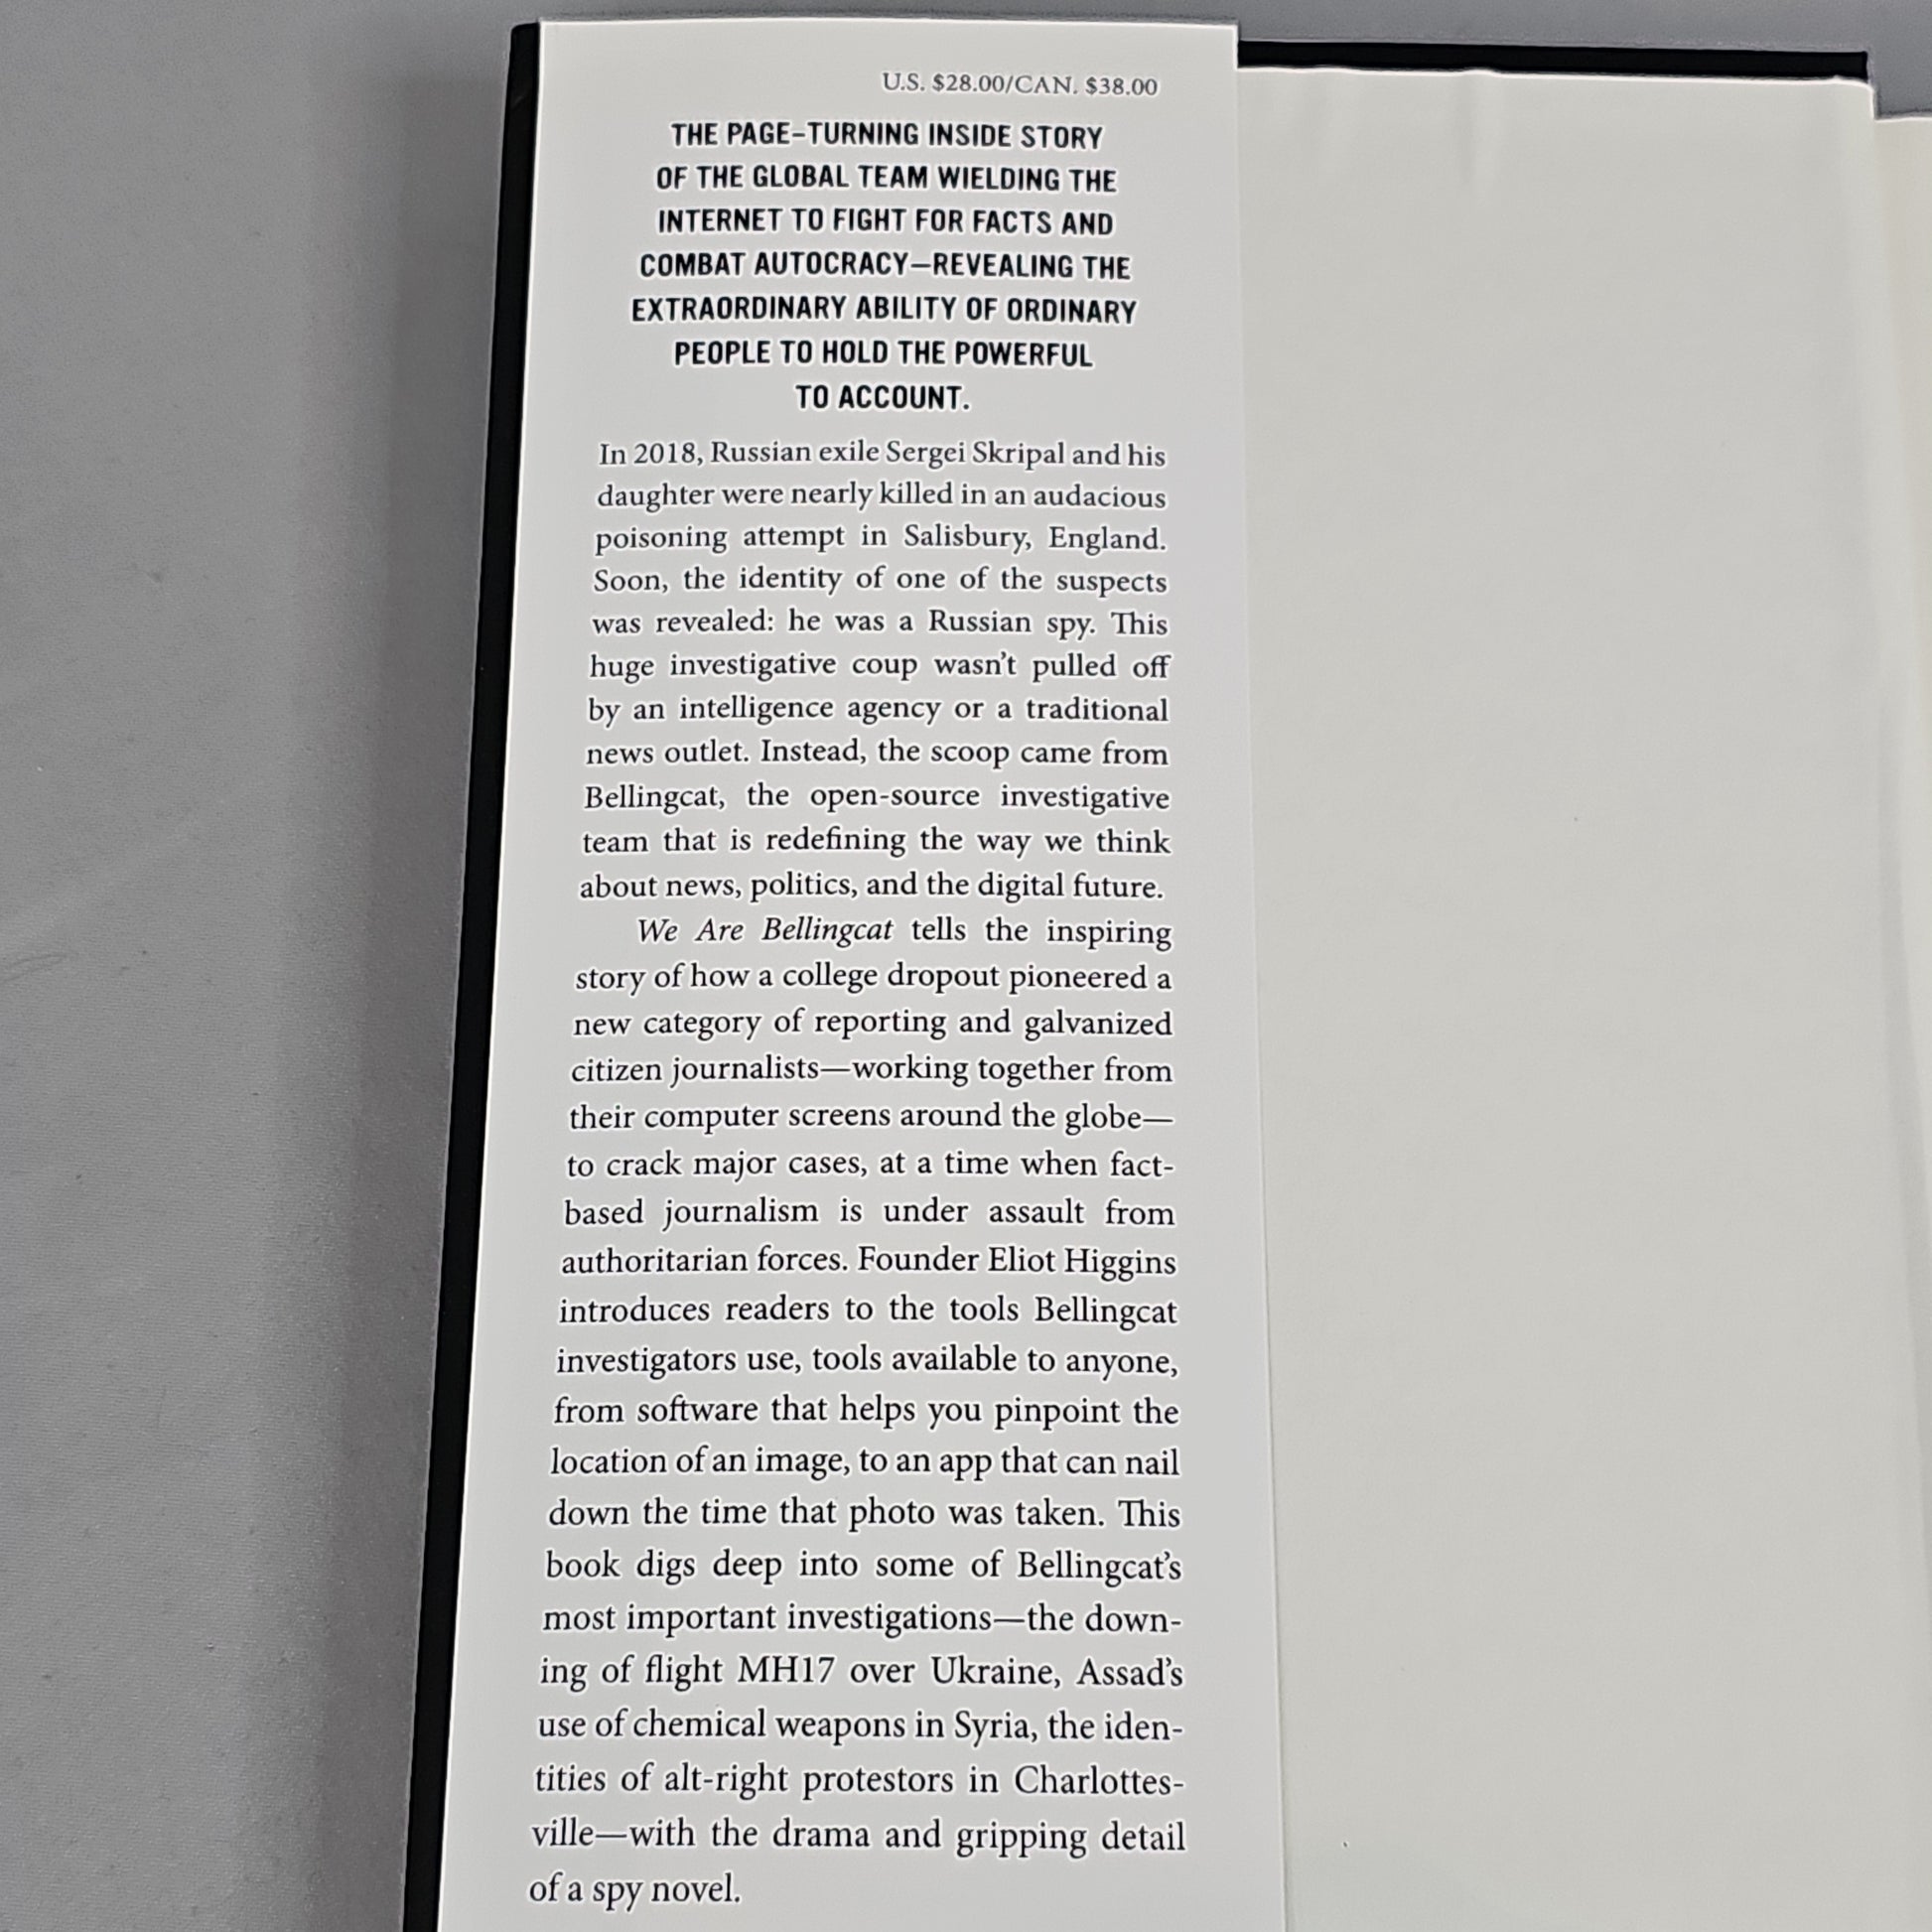 U.S. $28.00/CAN. $38.00
THE PAGE-TURNING INSIDE STORY
OF THE GLOBAL TEAM WIELDING THE
INTERNET TO FIGHT FOR FACTS AND
COMBAT AUTOCRACY—REVEALING THE
EXTRAORDINARY ABILITY OF ORDINARY
PEOPLE TO HOLD THE POWERFUL
TO ACCOUNT.
In 2018, Russian exile Sergei Skripal and his
daughter were nearly killed in an audacious
poisoning attempt in Salisbury, England.
Soon, the identity of one of the suspects
was revealed: he was a Russian spy. This
huge investigative coup wasn’t pulled off
by an intelligence agency or a traditional
news outlet. Instead, the scoop came from
Bellingcat, the open-source investigative
team that is redefining the way we think
about news, politics, and the digital future.
We Are Bellingcat tells the inspiring
story of how a college dropout pioneered a
new category of reporting and galvanized
citizen journalists—working together from
their computer screens around the globe—
to crack major cases, at a time when fact-
based journalism is under assault from
authoritarian forces. Founder Eliot Higgins
introduces readers to the tools Bellingcat
investigators use, tools available to anyone,
from software that helps you pinpoint the
location of an image, to an app that can nail
down the time that photo was taken. This
book digs deep into some of Bellingcat’s
most important investigations—the down-
ing of flight MH17 over Ukraine, Assad’s
use of chemical weapons in Syria, the iden-
tities of alt-right protestors in Charlottes-
ville—with the drama and gripping detail
of a spy novel.